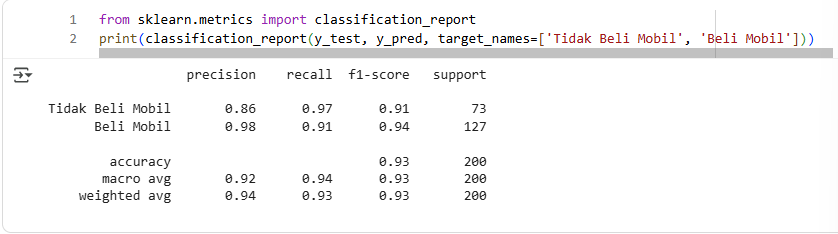 1 from sklearn.metrics import classification_report
2 print(classification_report(y_test, y_pred, target_names=['Tidak Beli Mobil', 'Beli Mobil']))
precision recall f1-score support
Tidak Beli Mobil 0.86 0.97 0.91 73
Beli Mobil 0.98 0.91 0.94 127
accuracy 0.93 200
macro avg 0.92 0.94 0.93 200
weighted avg 0.94 0.93 0.93 200